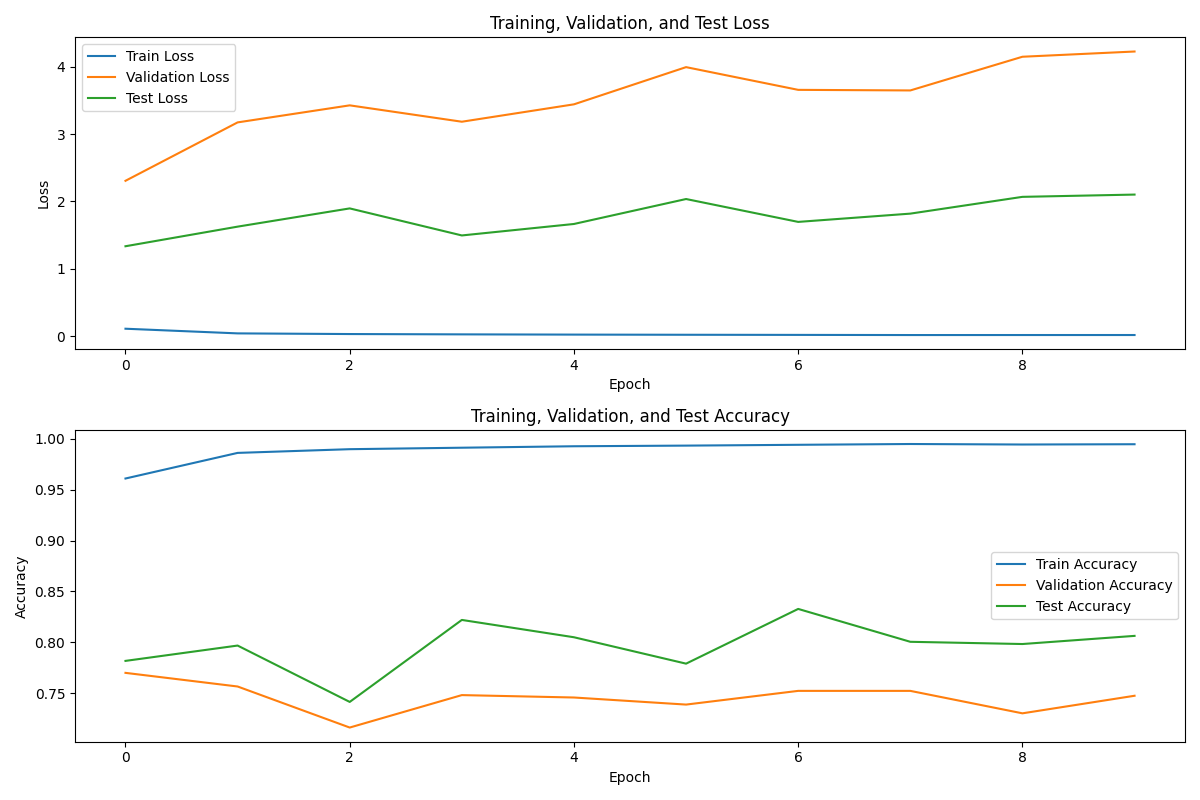 Training, Validation, and Test Loss
Train Loss
Validation Loss
Test Loss
4
3
2
1
0
Loss
0 2 4 6 8
Epoch
Training, Validation, and Test Accuracy
1.00
0.95
0.90
0.85
0.80
0.75
Accuracy
Train Accuracy
Validation Accuracy
Test Accuracy
0 2 4 6 8
Epoch